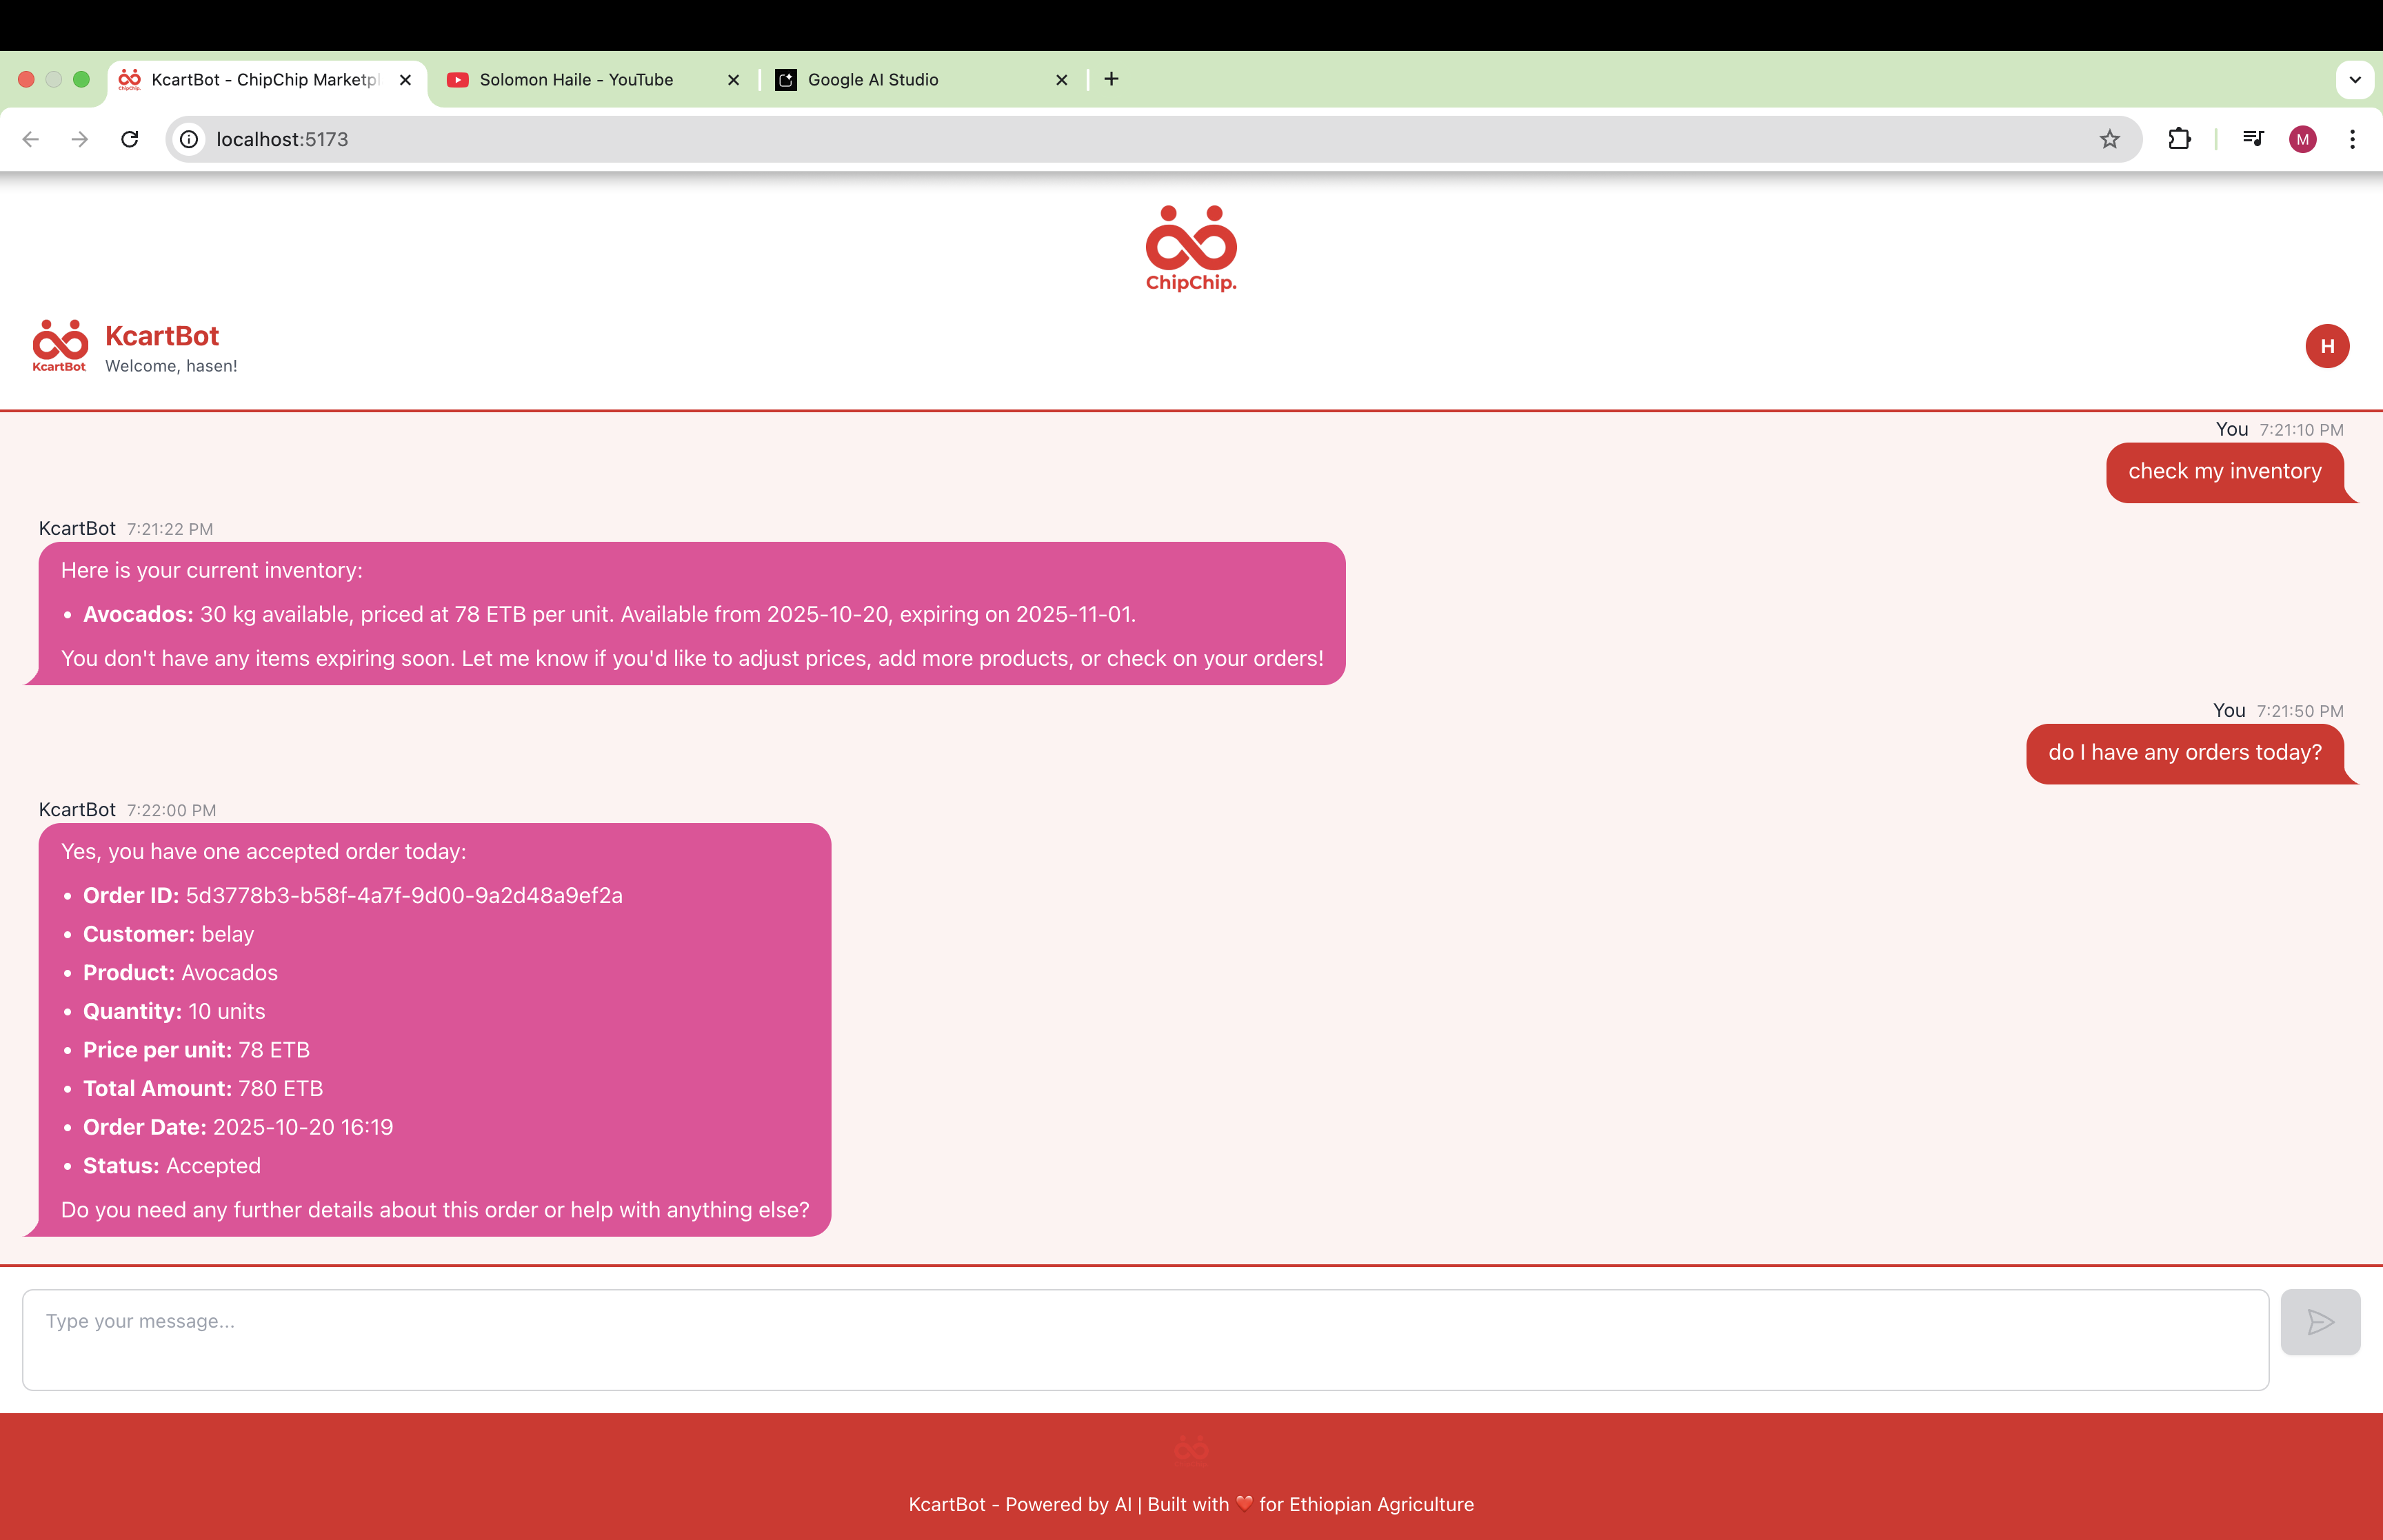 KcartBot - ChipChip Marketpl
Solomon Haile - YouTube
Google AI Studio
localhost:5173
M
ChipChip.
KcartBot
KcartBot
Welcome, hasen!
H
You 7:21:10 PM
check my inventory
KcartBot 7:21:22 PM
Here is your current inventory:
• Avocados: 30 kg available, priced at 78 ETB per unit. Available from 2025-10-20, expiring on 2025-11-01.
You don't have any items expiring soon. Let me know if you'd like to adjust prices, add more products, or check on your orders!
You 7:21:50 PM
do I have any orders today?
KcartBot 7:22:00 PM
Yes, you have one accepted order today:
• Order ID: 5d3778b3-b58f-4a7f-9d00-9a2d48a9ef2a
• Customer: belay
• Product: Avocados
• Quantity: 10 units
• Price per unit: 78 ETB
• Total Amount: 780 ETB
• Order Date: 2025-10-20 16:19
• Status: Accepted
Do you need any further details about this order or help with anything else?
Type your message...
KcartBot - Powered by AI | Built with ❤️ for Ethiopian Agriculture